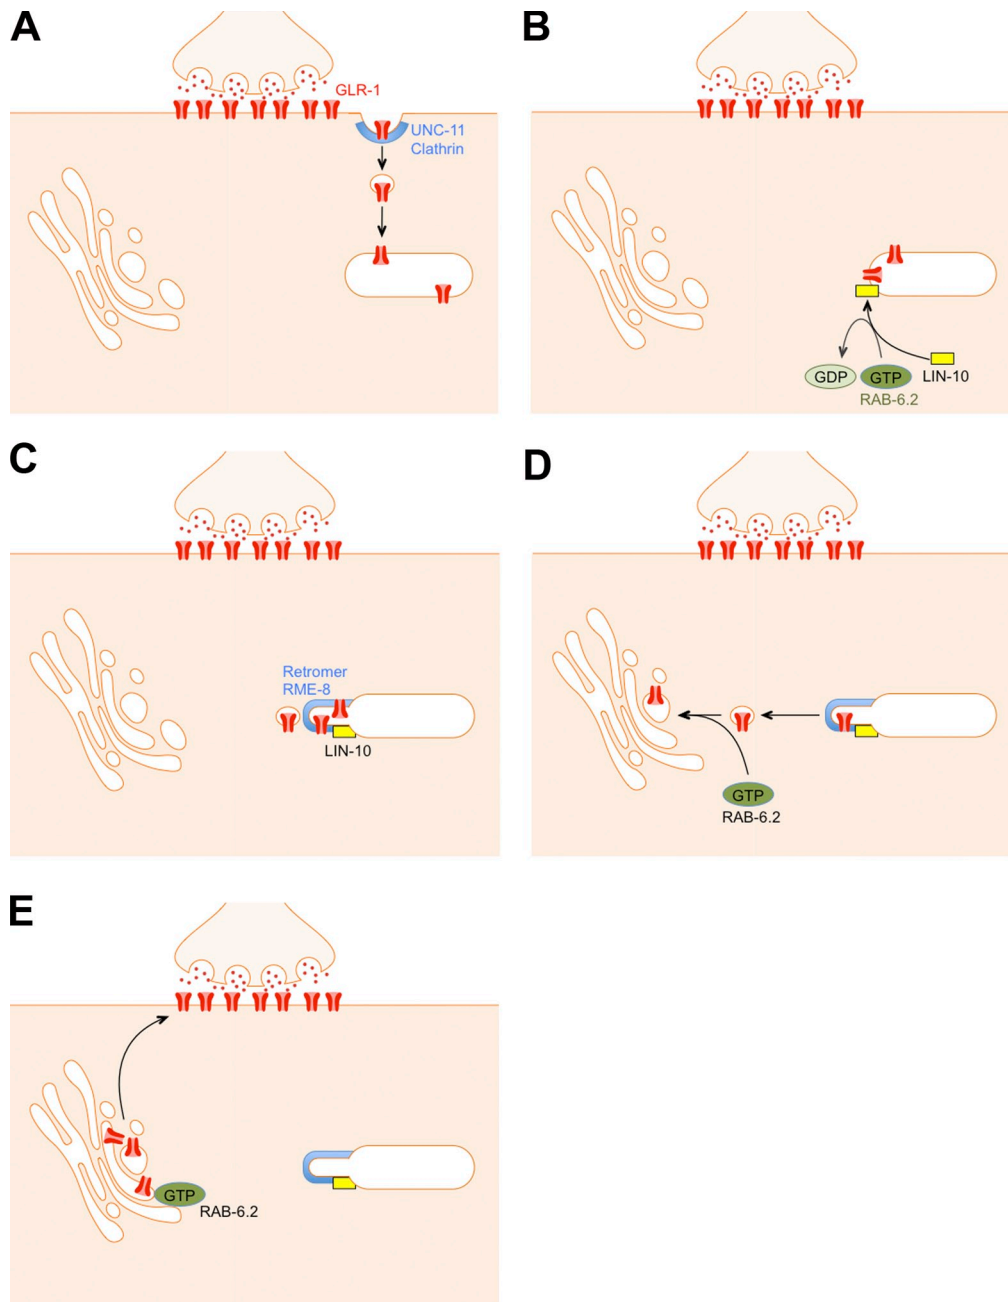 A
GLR-1
UNC-11
Clathrin
B
GDP
GTP
LIN-10
RAB-6.2
C
Retromer
RME-8
LIN-10
D
GTP
RAB-6.2
E
GTP
RAB-6.2